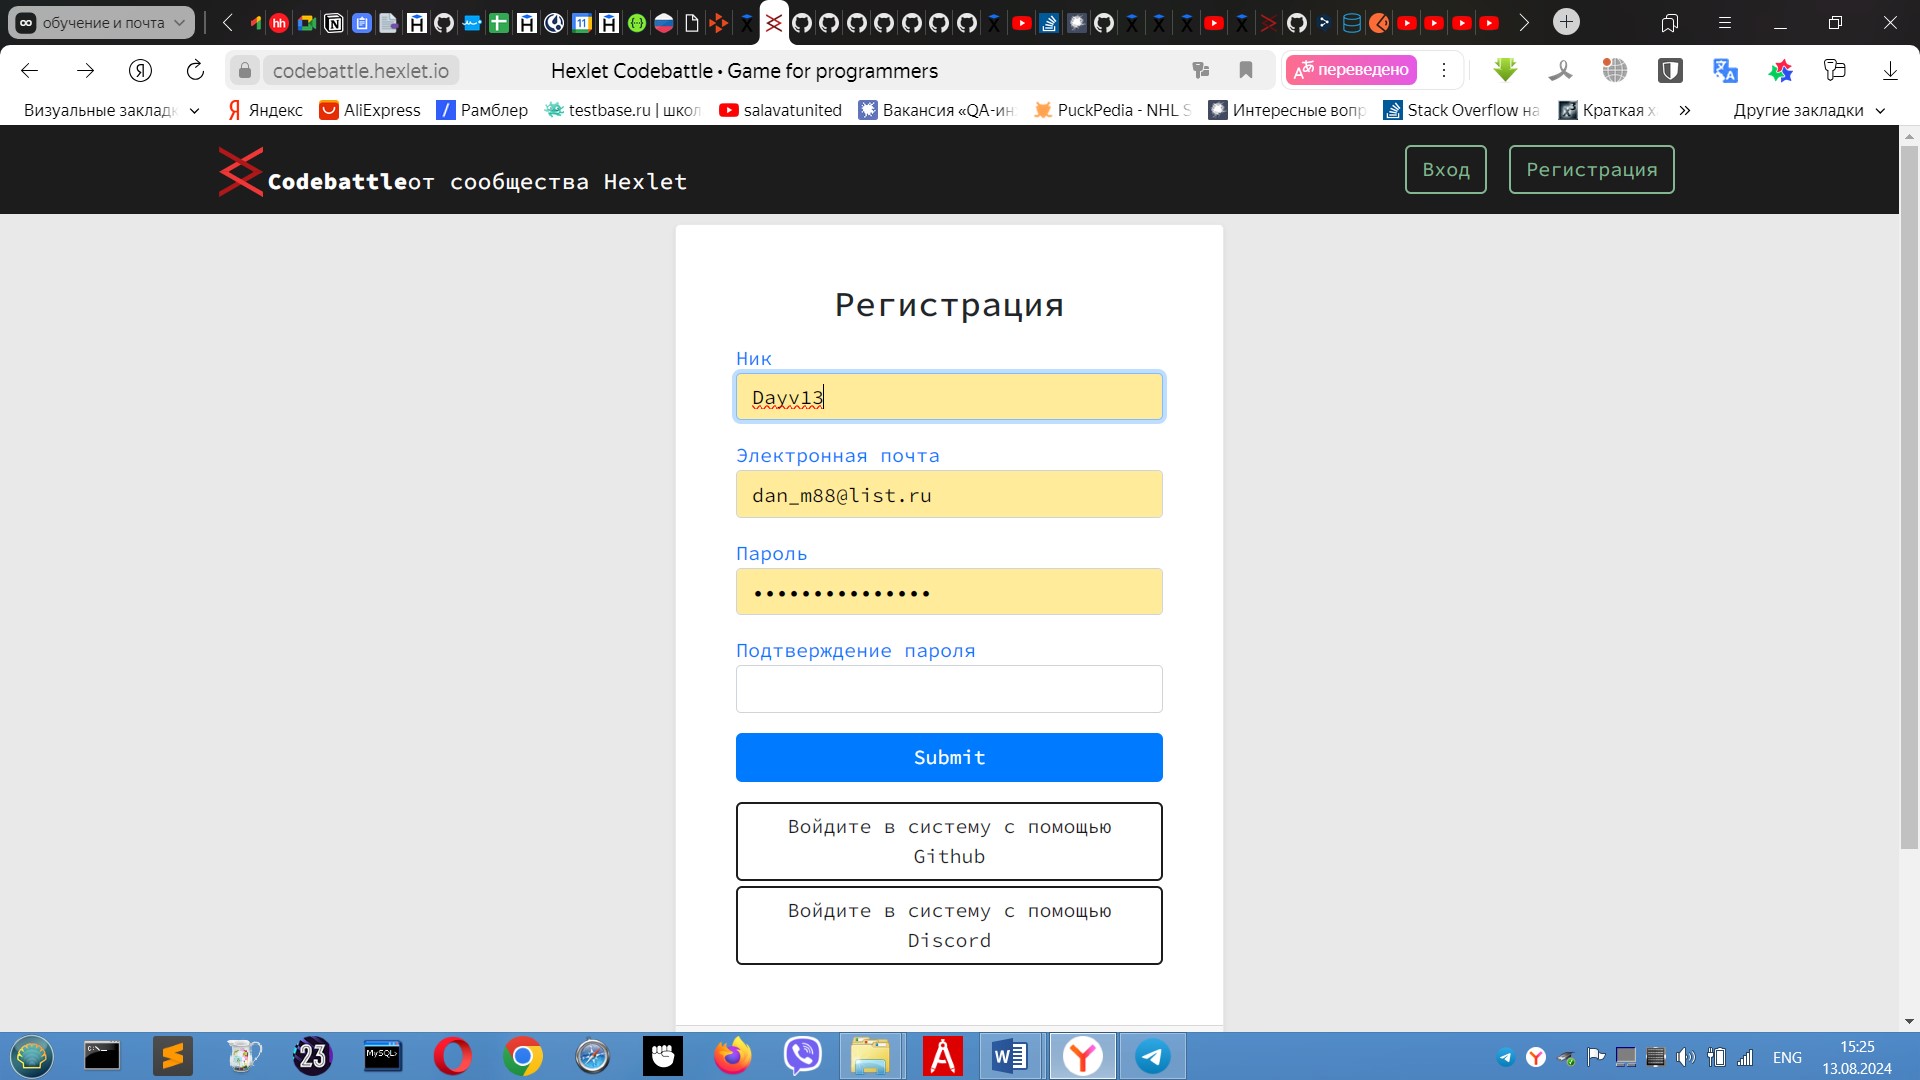 обучение и почта
codebattle.hexlet.io
Hexlet Codebattle • Game for programmers
переведено
Визуальные заклад
Яндекс
AliExpress
Рамблер
testbase.ru | школ
salavatunited
Вакансия «QA-ин
PuckPedia - NHL S
Интересные вопр
Stack Overflow на
Краткая х
Другие закладки
Codebattleот сообщества Hexlet
Вход
Регистрация
Регистрация
Ник
Dayv13
Электронная почта
dan_m88@list.ru
Пароль
Подтверждение пароля
Submit
Войдите в систему с помощью
Github
Войдите в систему с помощью
Discord
23
MySQL
ENG
15:25
13.08.2024